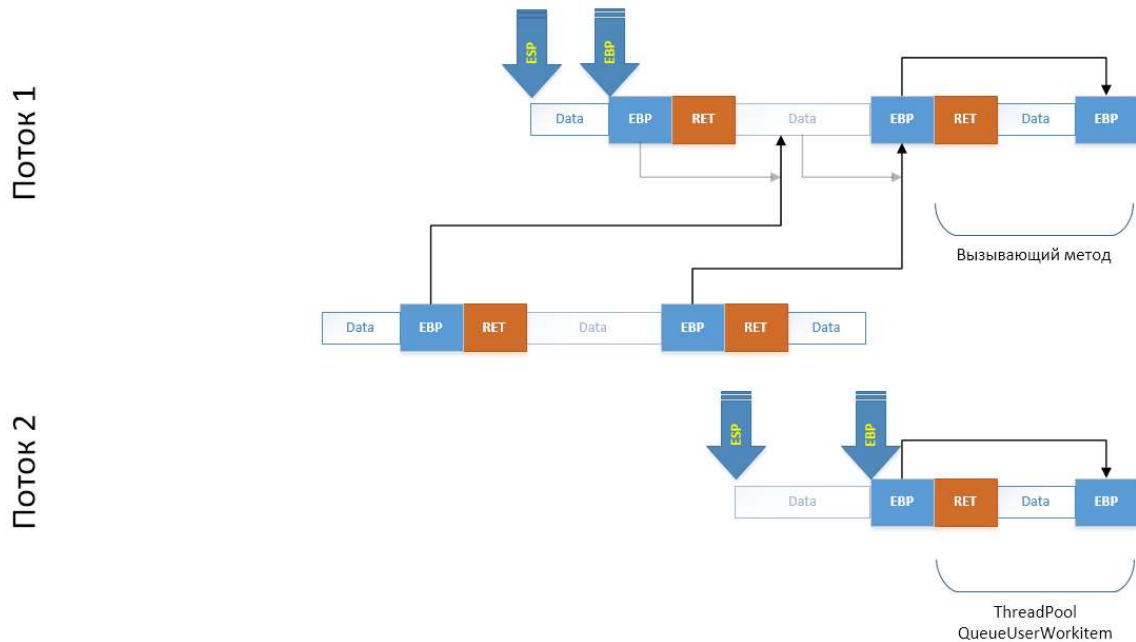 Поток 1
ESP
EBP
Data EBP RET Data EBP RET Data EBP
Вызывающий метод
Data EBP RET Data EBP RET Data
Поток 2
ESP
EBP
Data EBP RET Data EBP
ThreadPool
QueueUserWorkitem